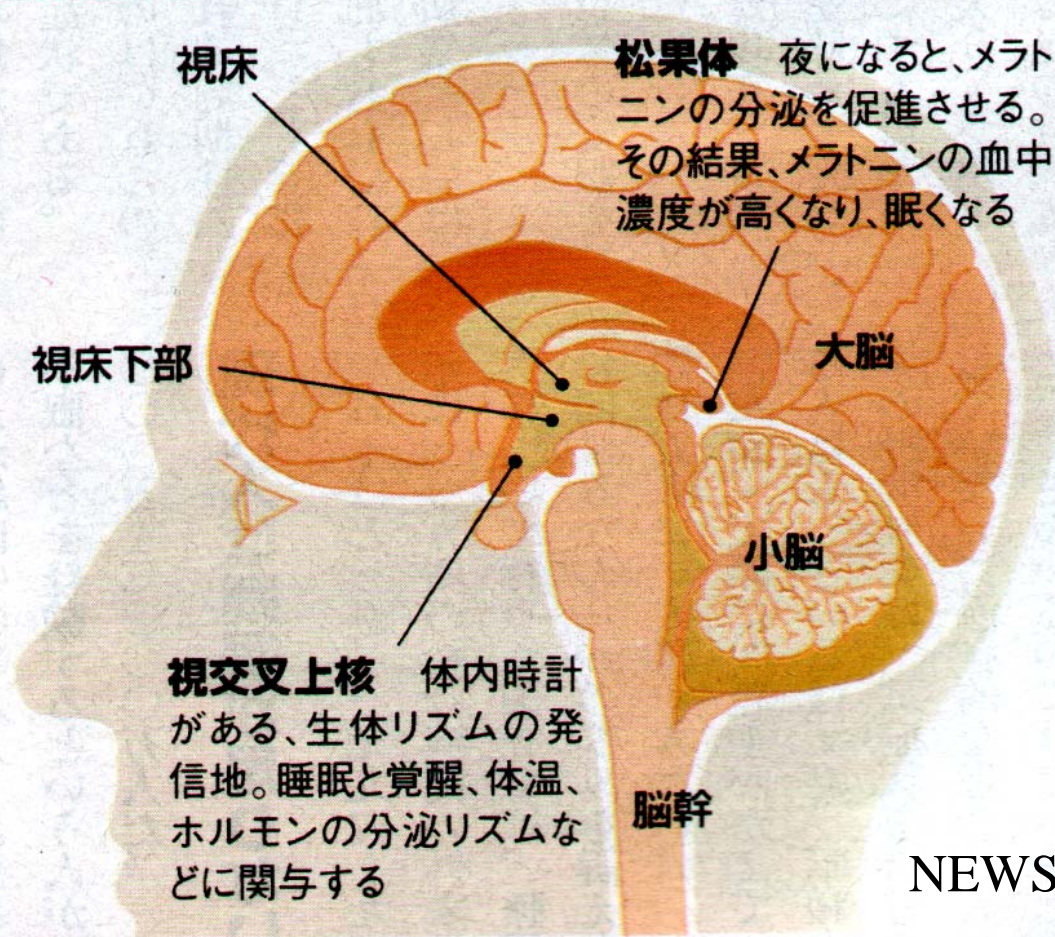 視床
松果体　夜になると、メラト
ニンの分泌を促進させる。
その結果、メラトニンの血中
濃度が高くなり、眠くなる
視床下部
大脳
小脳
視交叉上核　体内時計
がある、生体リズムの発
信地。睡眠と覚醒、体温、
ホルモンの分泌リズムな
どに関与する
脳幹
NEWS